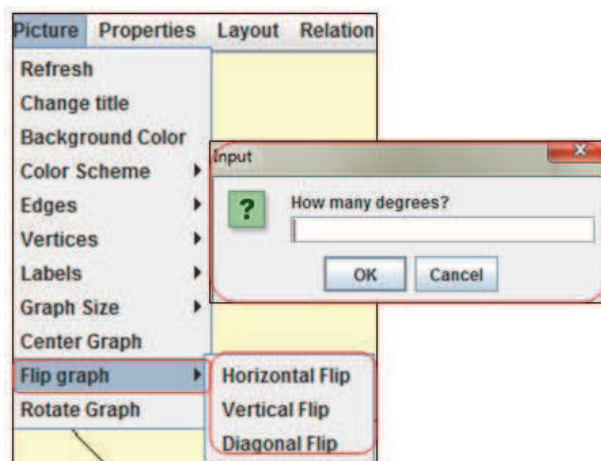 Picture Properties Layout Relation
Refresh
Change title
Background Color
Color Scheme
Edges
Vertices
Labels
Graph Size
Center Graph
Flip graph
Rotate Graph
Input
?
How many degrees?
OK Cancel
Horizontal Flip
Vertical Flip
Diagonal Flip